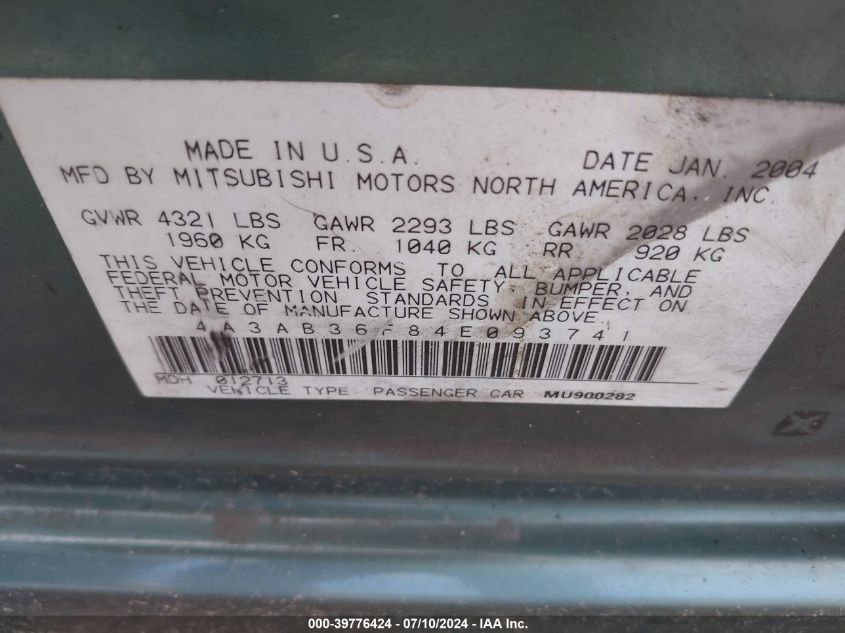 MADE IN U.S.A. DATE JAN. 2004
MFD BY MITSUBISHI MOTORS NORTH AMERICA, INC.
GVWR 4321 LBS GAWR 2293 LBS GAWR 2028 LBS
1960 KG FR 1040 KG RR 920 KG
THIS VEHICLE CONFORMS TO ALL APPLICABLE
FEDERAL MOTOR VEHICLE SAFETY, BUMPER, AND
THEFT PREVENTION STANDARDS IN EFFECT ON
THE DATE OF MANUFACTURE SHOWN ABOVE
4A3AB36F84E093741
MDH 012713
VEHICLE TYPE PASSENGER CAR MU900282
000-39776424 / 07/10/2024 - IAA Inc.